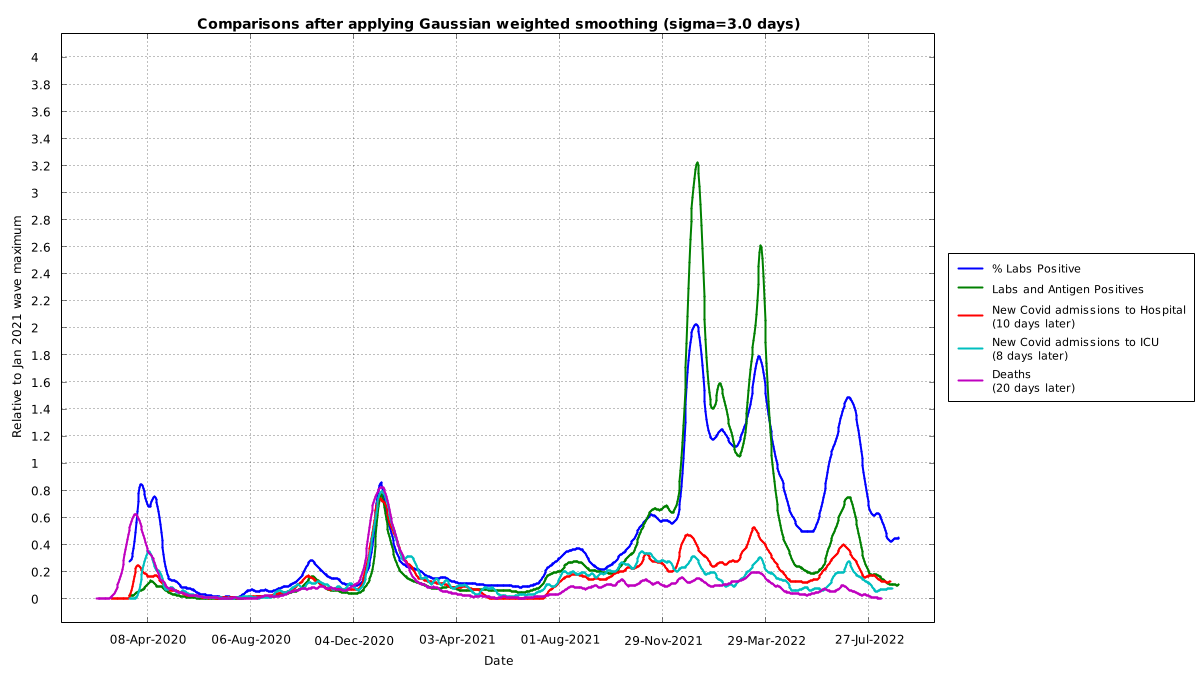 Comparisons after applying Gaussian weighted smoothing (sigma=3.0 days)
Relative to Jan 2021 wave maximum
4
3.8
3.6
3.4
3.2
3
2.8
2.6
2.4
2.2
2
1.8
1.6
1.4
1.2
1
0.8
0.6
0.4
0.2
0
08-Apr-2020
06-Aug-2020
04-Dec-2020
03-Apr-2021
01-Aug-2021
29-Nov-2021
29-Mar-2022
27-Jul-2022
Date
% Labs Positive
Labs and Antigen Positives
New Covid admissions to Hospital
(10 days later)
New Covid admissions to ICU
(8 days later)
Deaths
(20 days later)